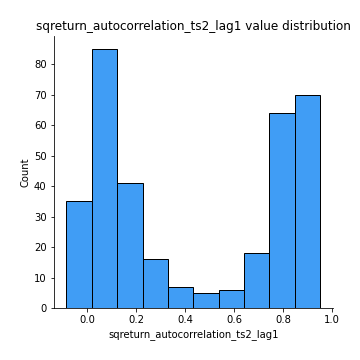 sqreturn_autocorrelation_ts2_lag1 value distribution
80
70
60
50
40
30
20
10
0
Count
0.0 0.2 0.4 0.6 0.8 1.0
sqreturn_autocorrelation_ts2_lag1